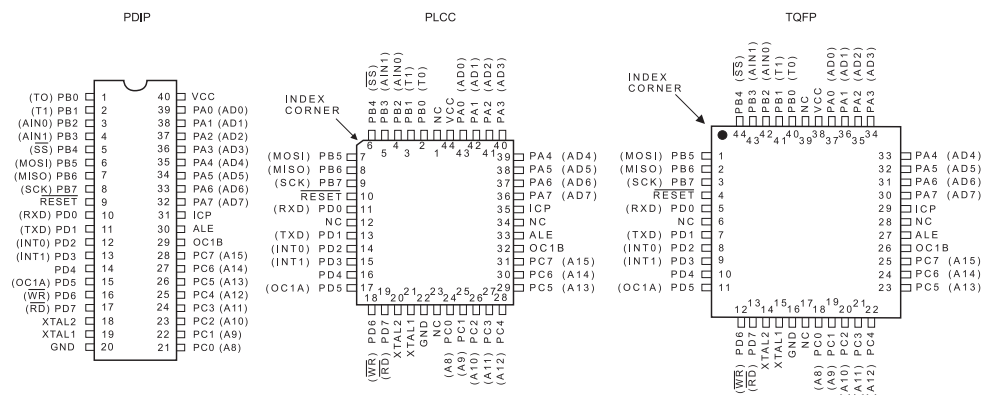 PDIP
(TO) PB0 1 40 VCC
(T1) PB1 2 39 PA0 (AD0)
(AIN0) PB2 3 38 PA1 (AD1)
(AIN1) PB3 4 37 PA2 (AD2)
(SS) PB4 5 36 PA3 (AD3)
(MOSI) PB5 6 35 PA4 (AD4)
(MISO) PB6 7 34 PA5 (AD5)
(SCK) PB7 8 33 PA6 (AD6)
RESET 9 32 PA7 (AD7)
(RXD) PD0 10 31 ICP
(TXD) PD1 11 30 ALE
(INT0) PD2 12 29 OC1B
(INT1) PD3 13 28 PC7 (A15)
PD4 14 27 PC6 (A14)
(OC1A) PD5 15 26 PC5 (A13)
(WR) PD6 16 25 PC4 (A12)
(RD) PD7 17 24 PC3 (A11)
XTAL2 18 23 PC2 (A10)
XTAL1 19 22 PC1 (A9)
GND 20 21 PC0 (A8)
PLCC
INDEX
CORNER
PB4 (SS)
PB3 (AIN1)
PB2 (AIN0)
PB1 (T1)
PB0 (T0)
NC
VCC
PA0 (AD0)
PA1 (AD1)
PA2 (AD2)
PA3 (AD3)
6 5 4 3 2 1 44 43 42 41 40
(MOSI) PB5 7 39 PA4 (AD4)
(MISO) PB6 8 38 PA5 (AD5)
(SCK) PB7 9 37 PA6 (AD6)
RESET 10 36 PA7 (AD7)
(RXD) PD0 11 35 ICP
NC 12 34 NC
(TXD) PD1 13 33 ALE
(INT0) PD2 14 32 OC1B
(INT1) PD3 15 31 PC7 (A15)
PD4 16 30 PC6 (A14)
(OC1A) PD5 17 29 PC5 (A13)
18 19 20 21 22 23 24 25 26 27 28
(WR) PD6
(RD) PD7
XTAL2
XTAL1
GND
NC
(A8) PC0
(A9) PC1
(A10) PC2
(A11) PC3
(A12) PC4
TQFP
INDEX
CORNER
PB4 (SS)
PB3 (AIN1)
PB2 (AIN0)
PB1 (T1)
PB0 (T0)
NC
VCC
PA0 (AD0)
PA1 (AD1)
PA2 (AD2)
PA3 (AD3)
44 43 42 41 40 39 38 37 36 35 34
(MOSI) PB5 1 33 PA4 (AD4)
(MISO) PB6 2 32 PA5 (AD5)
(SCK) PB7 3 31 PA6 (AD6)
RESET 4 30 PA7 (AD7)
(RXD) PD0 5 29 ICP
NC 6 28 NC
(TXD) PD1 7 27 ALE
(INT0) PD2 8 26 OC1B
(INT1) PD3 9 25 PC7 (A15)
PD4 10 24 PC6 (A14)
(OC1A) PD5 11 23 PC5 (A13)
12 13 14 15 16 17 18 19 20 21 22
(WR) PD6
(RD) PD7
XTAL2
XTAL1
GND
NC
(A8) PC0
(A9) PC1
(A10) PC2
(A11) PC3
(A12) PC4